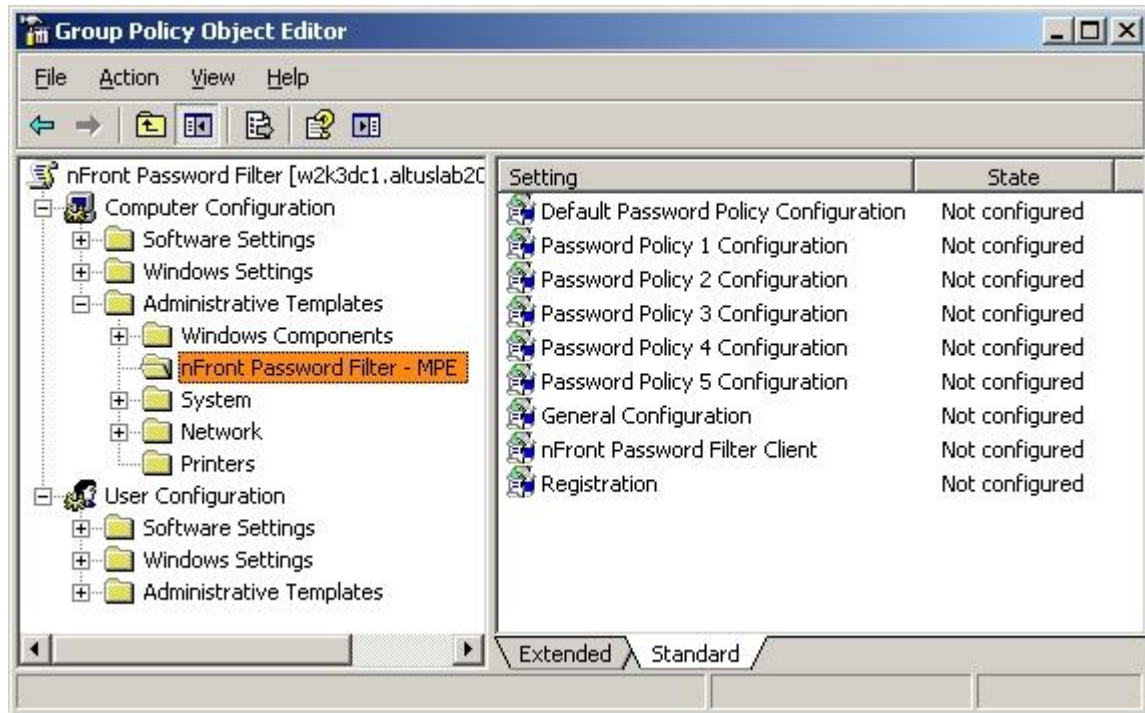 Group Policy Object Editor
File Action View Help
nFront Password Filter [w2k3dc1.altuslab20
Computer Configuration
Software Settings
Windows Settings
Administrative Templates
Windows Components
nFront Password Filter - MPE
System
Network
Printers
User Configuration
Software Settings
Windows Settings
Administrative Templates
Setting State
Default Password Policy Configuration Not configured
Password Policy 1 Configuration Not configured
Password Policy 2 Configuration Not configured
Password Policy 3 Configuration Not configured
Password Policy 4 Configuration Not configured
Password Policy 5 Configuration Not configured
General Configuration Not configured
nFront Password Filter Client Not configured
Registration Not configured
Extended Standard